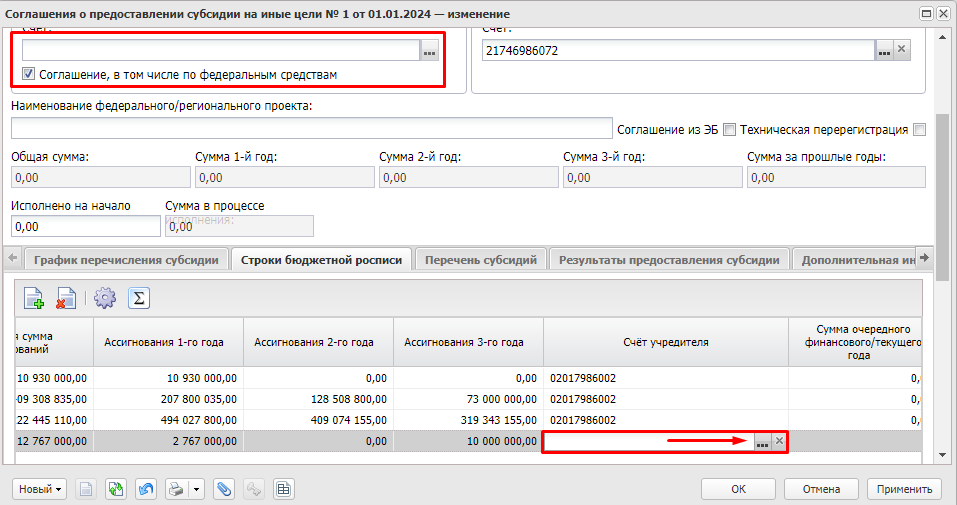 Соглашения о предоставлении субсидии на иные цели № 1 от 01.01.2024 — изменение
Счёт: Счёт:
... 21746986072 ...
Соглашение, в том числе по федеральным средствам
Наименование федерального/регионального проекта:
Соглашение из ЭБ Техническая перерегистрация
Общая сумма: Сумма 1-й год: Сумма 2-й год: Сумма 3-й год: Сумма за прошлые годы:
0,00 0,00 0,00 0,00 0,00
Исполнено на начало Сумма в процессе
исполнения:
0,00 0,00
График перечисления субсидии Строки бюджетной росписи Перечень субсидий Результаты предоставления субсидии Дополнительная ин
я сумма Ассигнования 1-го года Ассигнования 2-го года Ассигнования 3-го года Счёт учредителя Сумма очередного
ований финансового/текущего
года
10 930 000,00 10 930 000,00 0,00 0,00 02017986002 0,
09 308 835,00 207 800 035,00 128 508 800,00 73 000 000,00 02017986002 0,
22 445 110,00 494 027 800,00 409 074 155,00 319 343 155,00 02017986002 0,
12 767 000,00 2 767 000,00 0,00 10 000 000,00 ... 0,
Новый ОК Отмена Применить